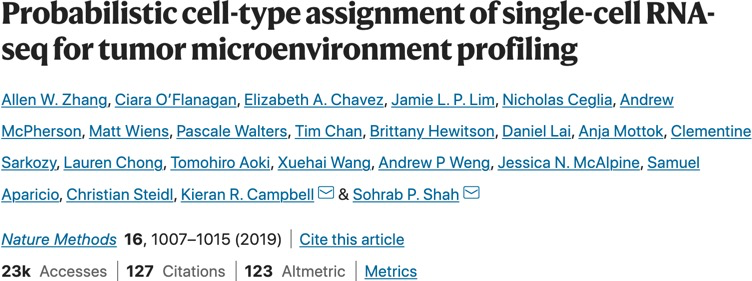 Probabilistic cell-type assignment of single-cell RNA-
seq for tumor microenvironment profiling
Allen W. Zhang, Ciara O’Flanagan, Elizabeth A. Chavez, Jamie L. P. Lim, Nicholas Ceglia, Andrew
McPherson, Matt Wiens, Pascale Walters, Tim Chan, Brittany Hewitson, Daniel Lai, Anja Mottok, Clementine
Sarkozy, Lauren Chong, Tomohiro Aoki, Xuehai Wang, Andrew P Weng, Jessica N. McAlpine, Samuel
Aparicio, Christian Steidl, Kieran R. Campbell & Sohrab P. Shah
Nature Methods 16, 1007–1015 (2019) | Cite this article
23k Accesses | 127 Citations | 123 Altmetric | Metrics